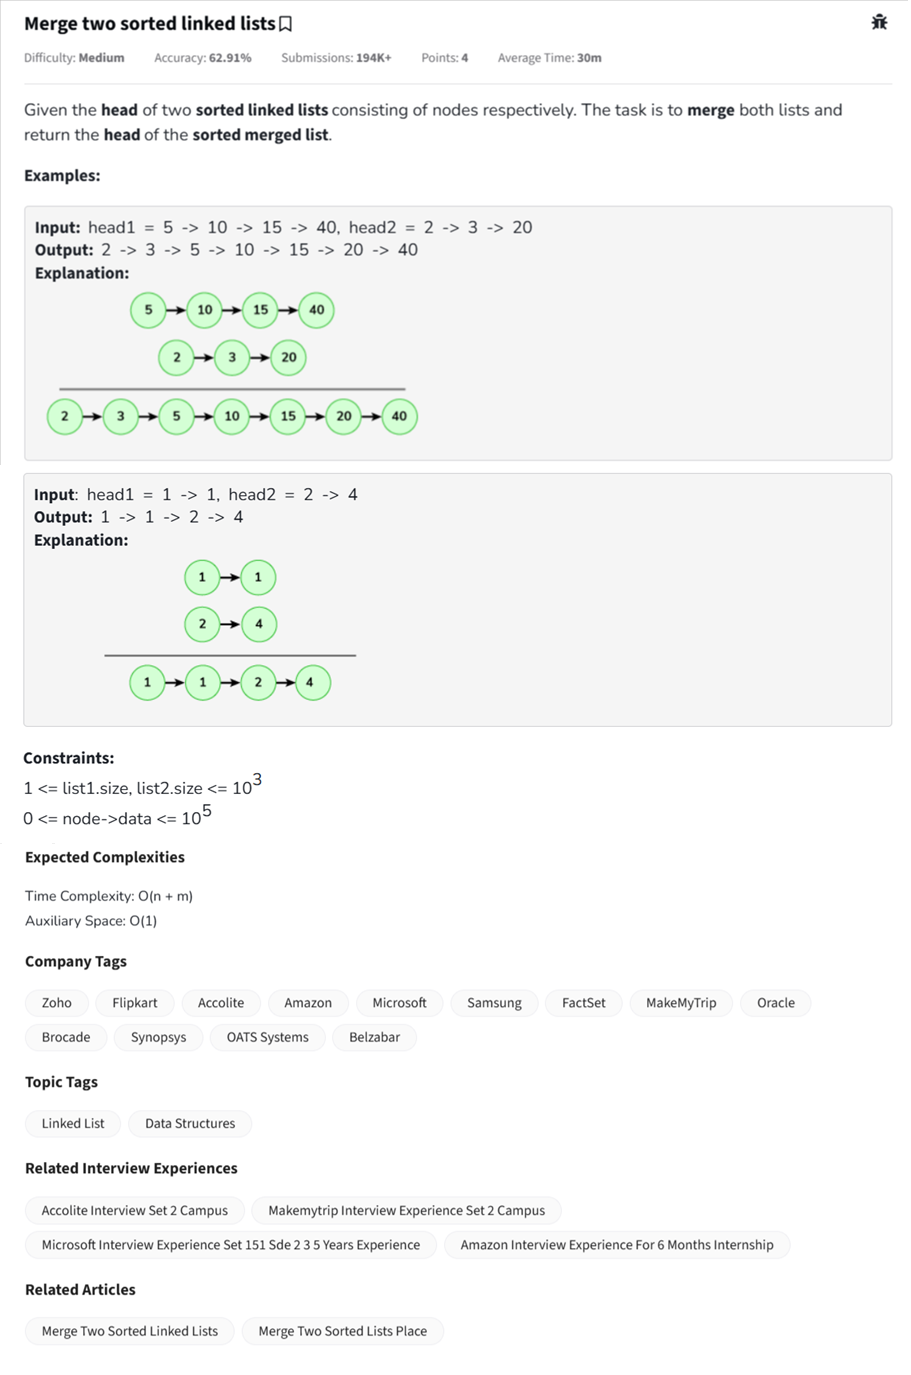 Merge two sorted linked lists
Difficulty: Medium Accuracy: 62.91% Submissions: 194K+ Points: 4 Average Time: 30m
Given the head of two sorted linked lists consisting of nodes respectively. The task is to merge both lists and
return the head of the sorted merged list.
Examples:
Input: head1 = 5 -> 10 -> 15 -> 40, head2 = 2 -> 3 -> 20
Output: 2 -> 3 -> 5 -> 10 -> 15 -> 20 -> 40
Explanation:
5 10 15 40
2 3 20
2 3 5 10 15 20 40
Input: head1 = 1 -> 1, head2 = 2 -> 4
Output: 1 -> 1 -> 2 -> 4
Explanation:
1 1
2 4
1 1 2 4
Constraints:
1 <= list1.size, list2.size <= 10^3
0 <= node->data <= 10^5
Expected Complexities
Time Complexity: O(n + m)
Auxiliary Space: O(1)
Company Tags
Zoho Flipkart Accolite Amazon Microsoft Samsung FactSet MakeMyTrip Oracle
Brocade Synopsys OATS Systems Belzabar
Topic Tags
Linked List Data Structures
Related Interview Experiences
Accolite Interview Set 2 Campus Makemytrip Interview Experience Set 2 Campus
Microsoft Interview Experience Set 151 Sde 2 3 5 Years Experience Amazon Interview Experience For 6 Months Internship
Related Articles
Merge Two Sorted Linked Lists Merge Two Sorted Lists Place